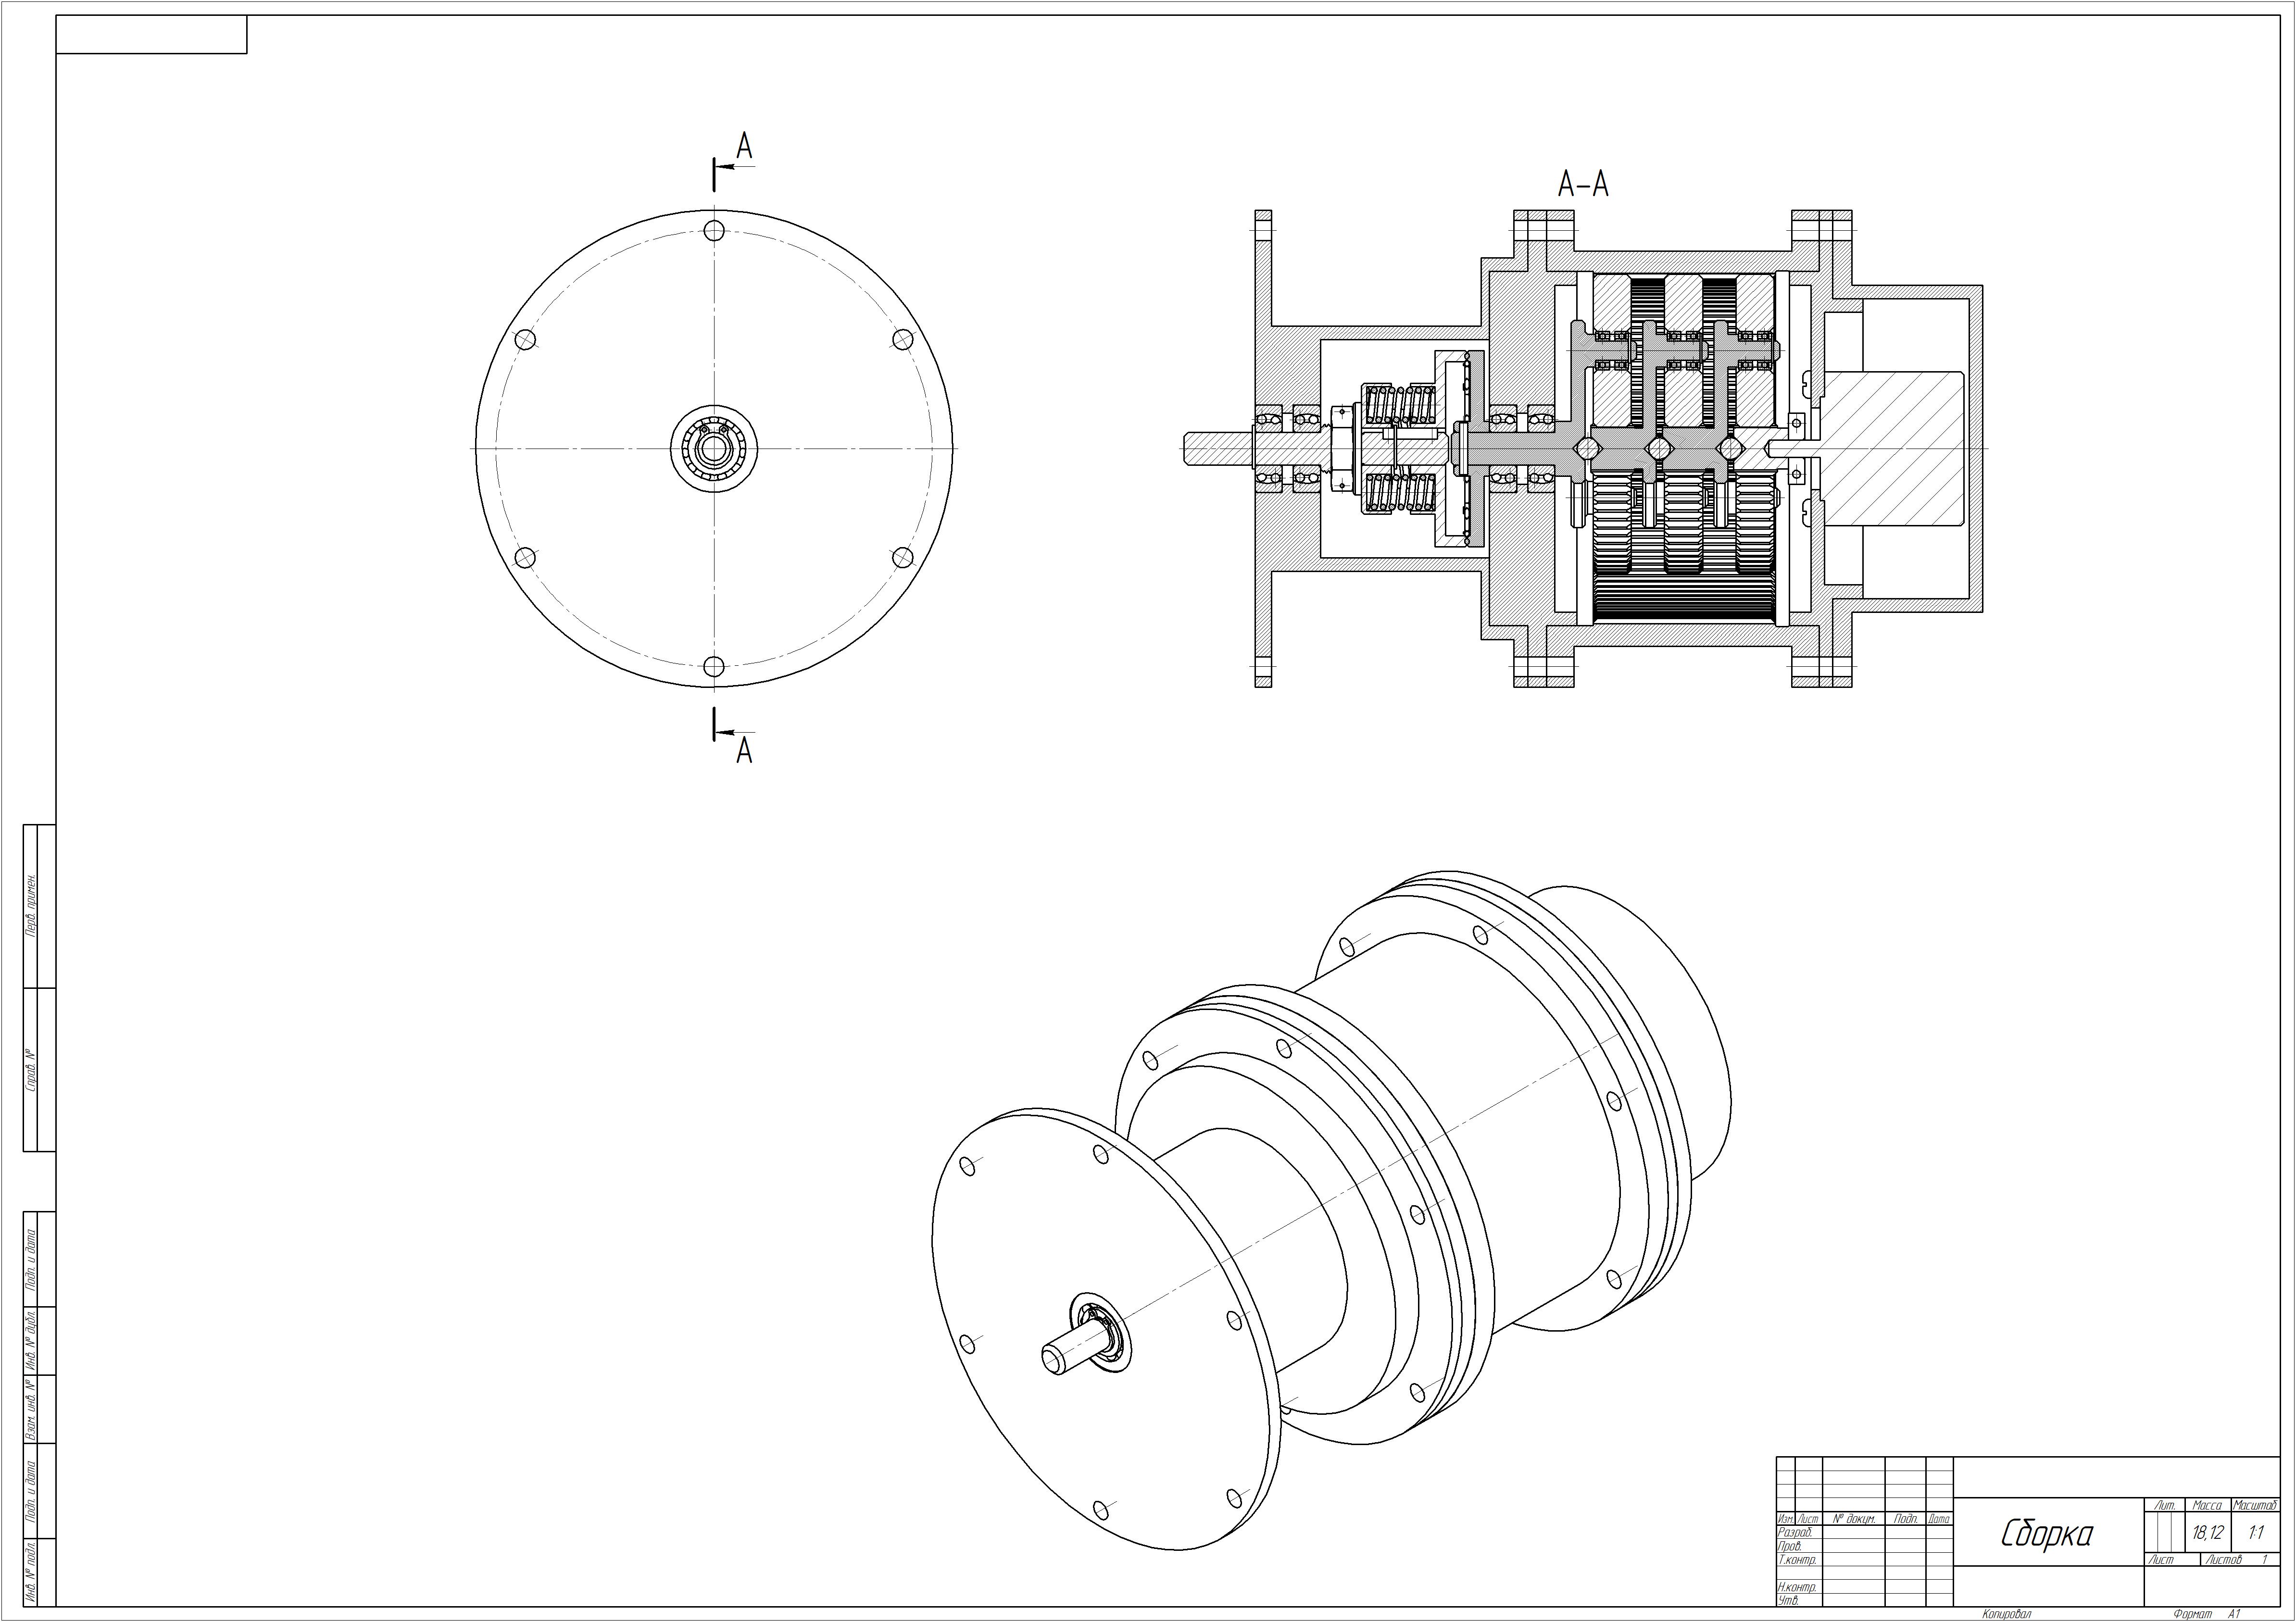 А
А-А
А
Перв. примен.
Справ. №
Подп. и дата
Инв. № дубл.
Взам. инв. №
Подп. и дата
Инв. № подл.
Изм. Лист № докум. Подп. Дата
Разраб.
Пров.
Т.контр.
Н.контр.
Утв.
Сборка
Лит. Масса Масштаб
18,12 1:1
Лист Листов 1
Копировал Формат А1